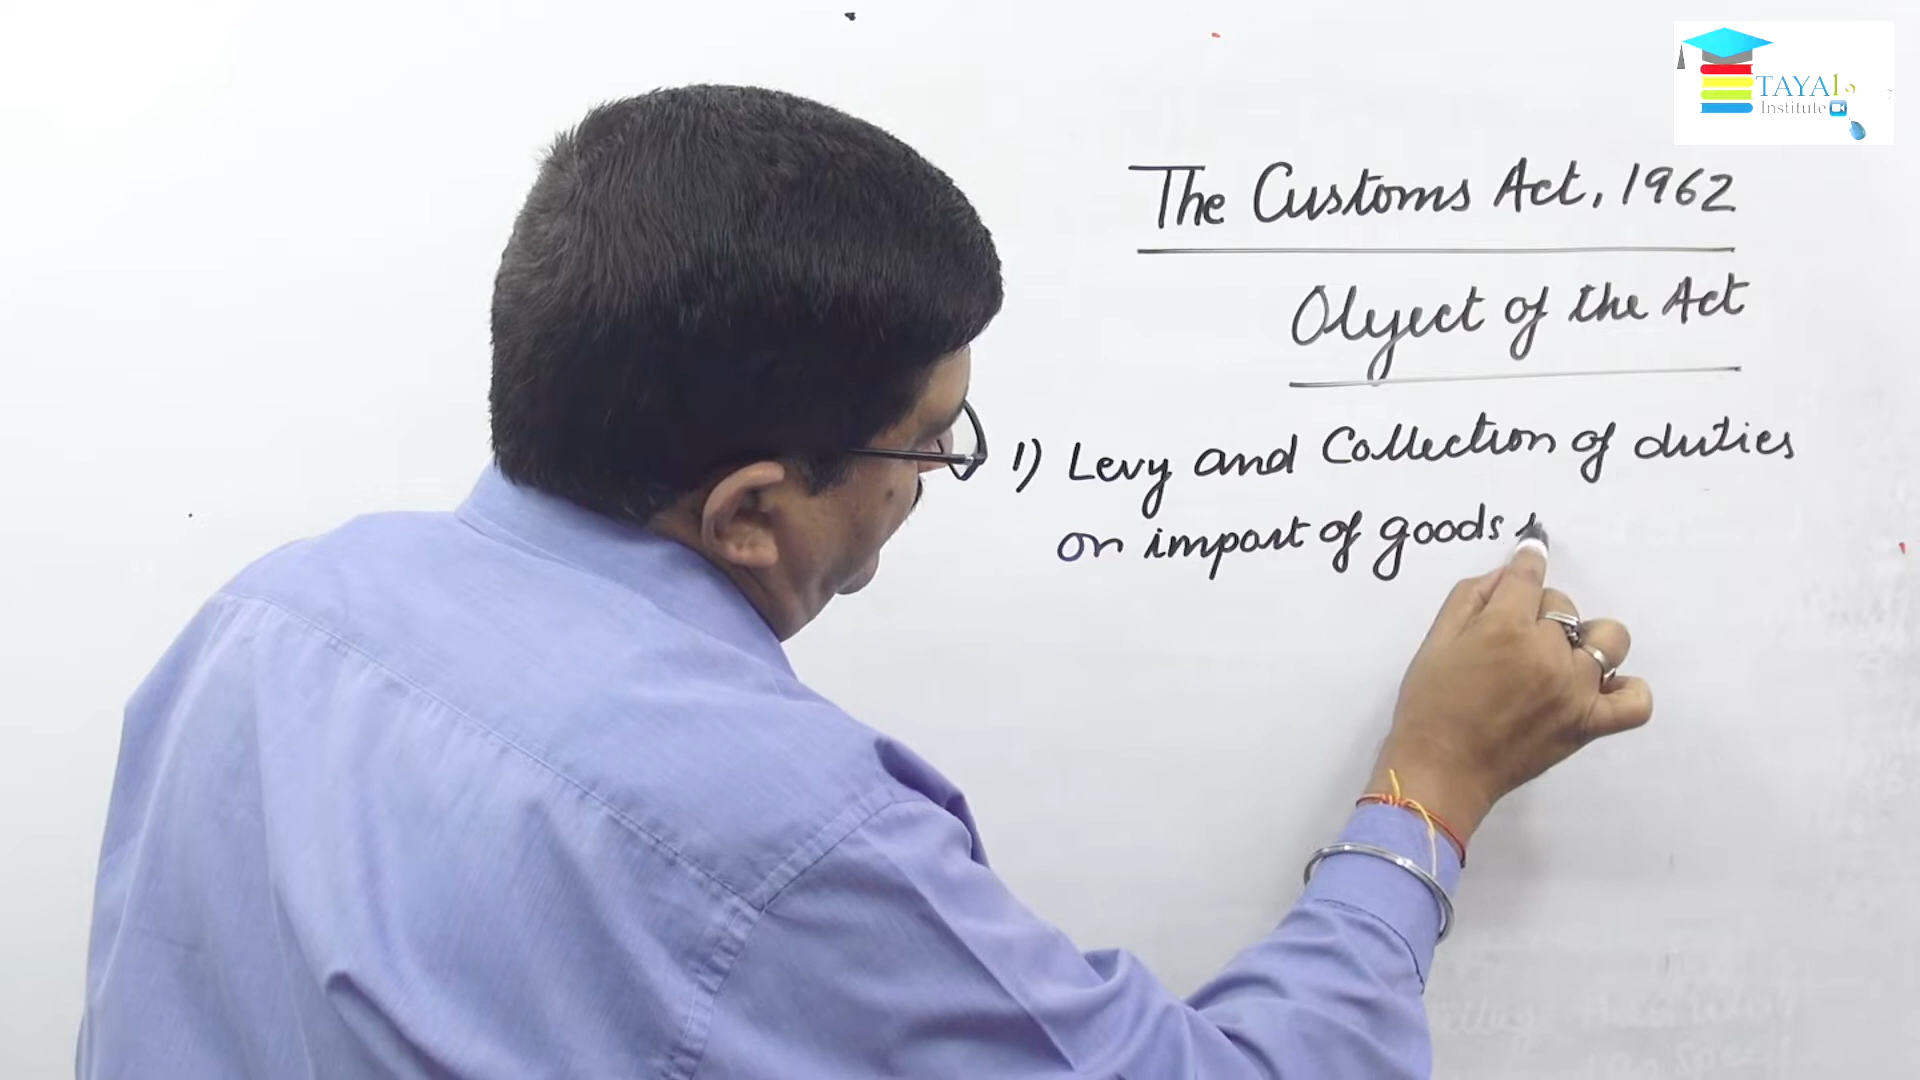 TAYAL
Institute
The Customs Act, 1962
Object of the Act
1) Levy and Collection of duties
on import of goods